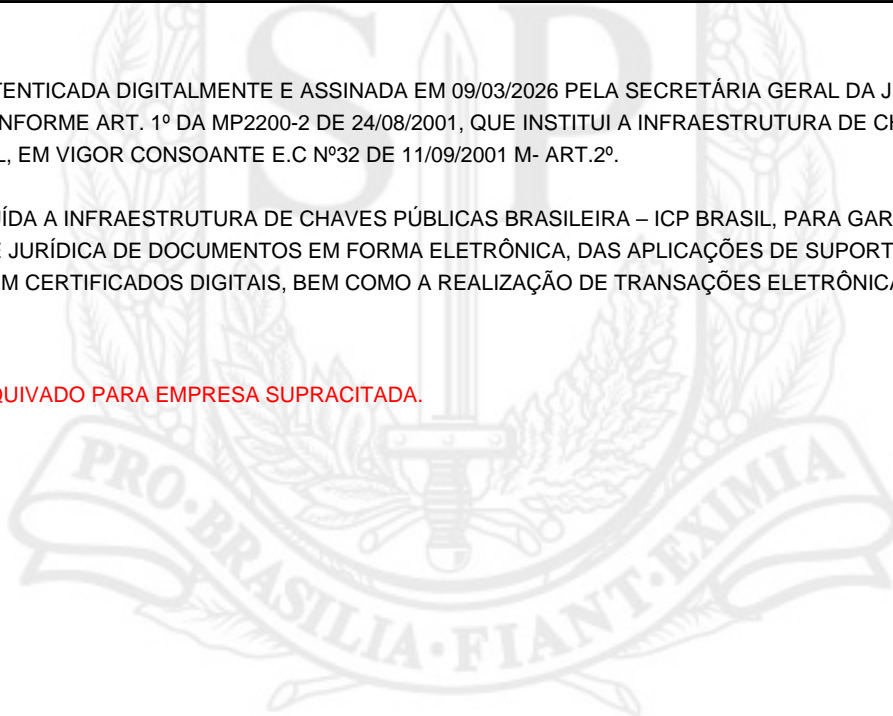 TENTICADA DIGITALMENTE E ASSINADA EM 09/03/2026 PELA SECRETÁRIA GERAL DA J
NFORME ART. 1º DA MP2200-2 DE 24/08/2001, QUE INSTITUI A INFRAESTRUTURA DE CH
L, EM VIGOR CONSOANTE E.C Nº32 DE 11/09/2001 M- ART.2º.
UÍDA A INFRAESTRUTURA DE CHAVES PÚBLICAS BRASILEIRA – ICP BRASIL, PARA GAR
E JURÍDICA DE DOCUMENTOS EM FORMA ELETRÔNICA, DAS APLICAÇÕES DE SUPORT
M CERTIFICADOS DIGITAIS, BEM COMO A REALIZAÇÃO DE TRANSAÇÕES ELETRÔNICA
QUIVADO PARA EMPRESA SUPRACITADA.
SP
PRO·BRASILIA·FIANT·EXIMIA